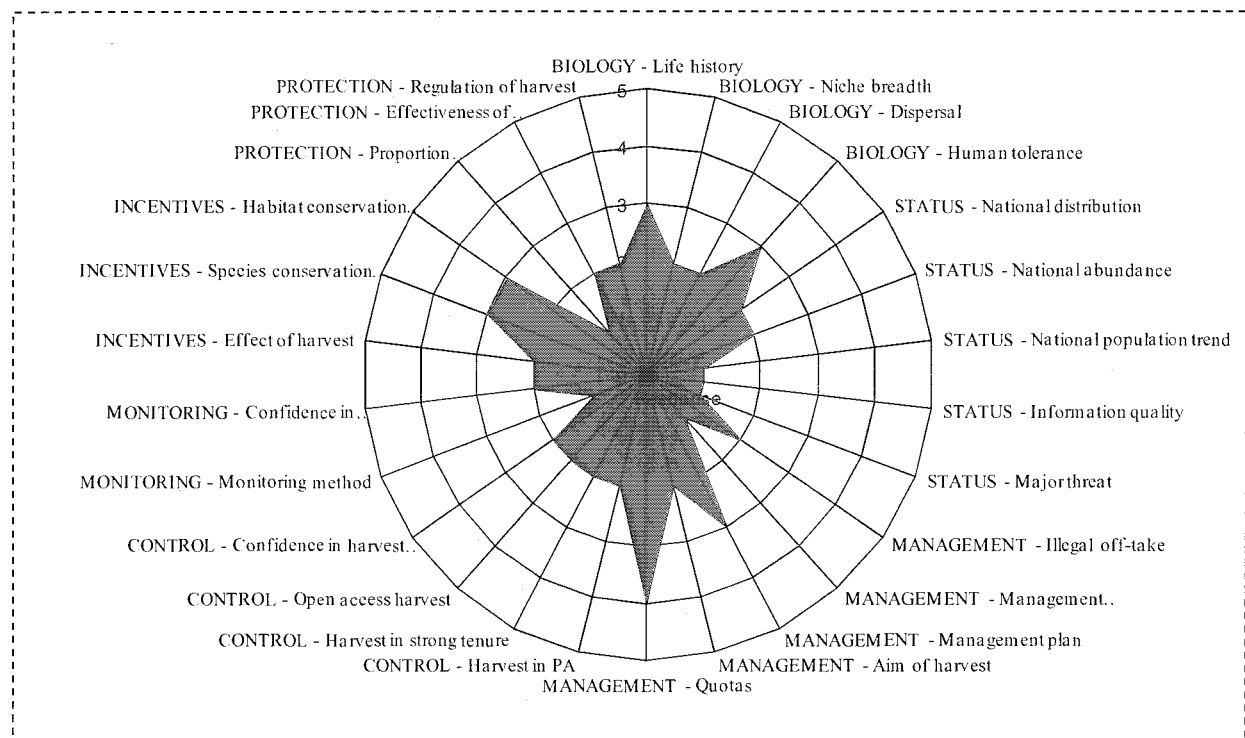 BIOLOGY - Life history
BIOLOGY - Niche breadth
BIOLOGY - Dispersal
BIOLOGY - Human tolerance
STATUS - National distribution
STATUS - National abundance
STATUS - National population trend
STATUS - Information quality
STATUS - Major threat
MANAGEMENT - Illegal off-take
MANAGEMENT - Management..
MANAGEMENT - Management plan
MANAGEMENT - Aim of harvest
MANAGEMENT - Quotas
CONTROL - Harvest in PA
CONTROL - Harvest in strong tenure
CONTROL - Open access harvest
CONTROL - Confidence in harvest..
MONITORING - Monitoring method
MONITORING - Confidence in..
INCENTIVES - Effect of harvest
INCENTIVES - Species conservation..
INCENTIVES - Habitat conservation..
PROTECTION - Proportion..
PROTECTION - Effectiveness of..
PROTECTION - Regulation of harvest
5
4
3